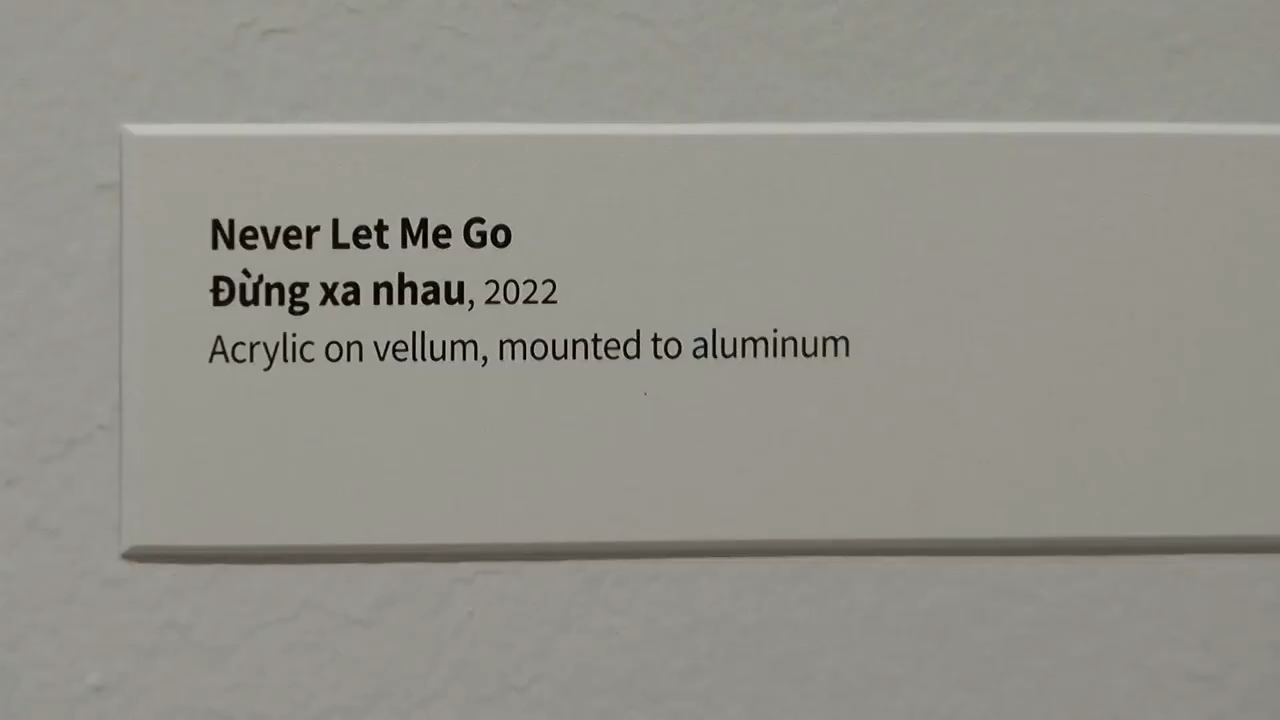 Never Let Me Go
Đừng xa nhau, 2022
Acrylic on vellum, mounted to aluminum